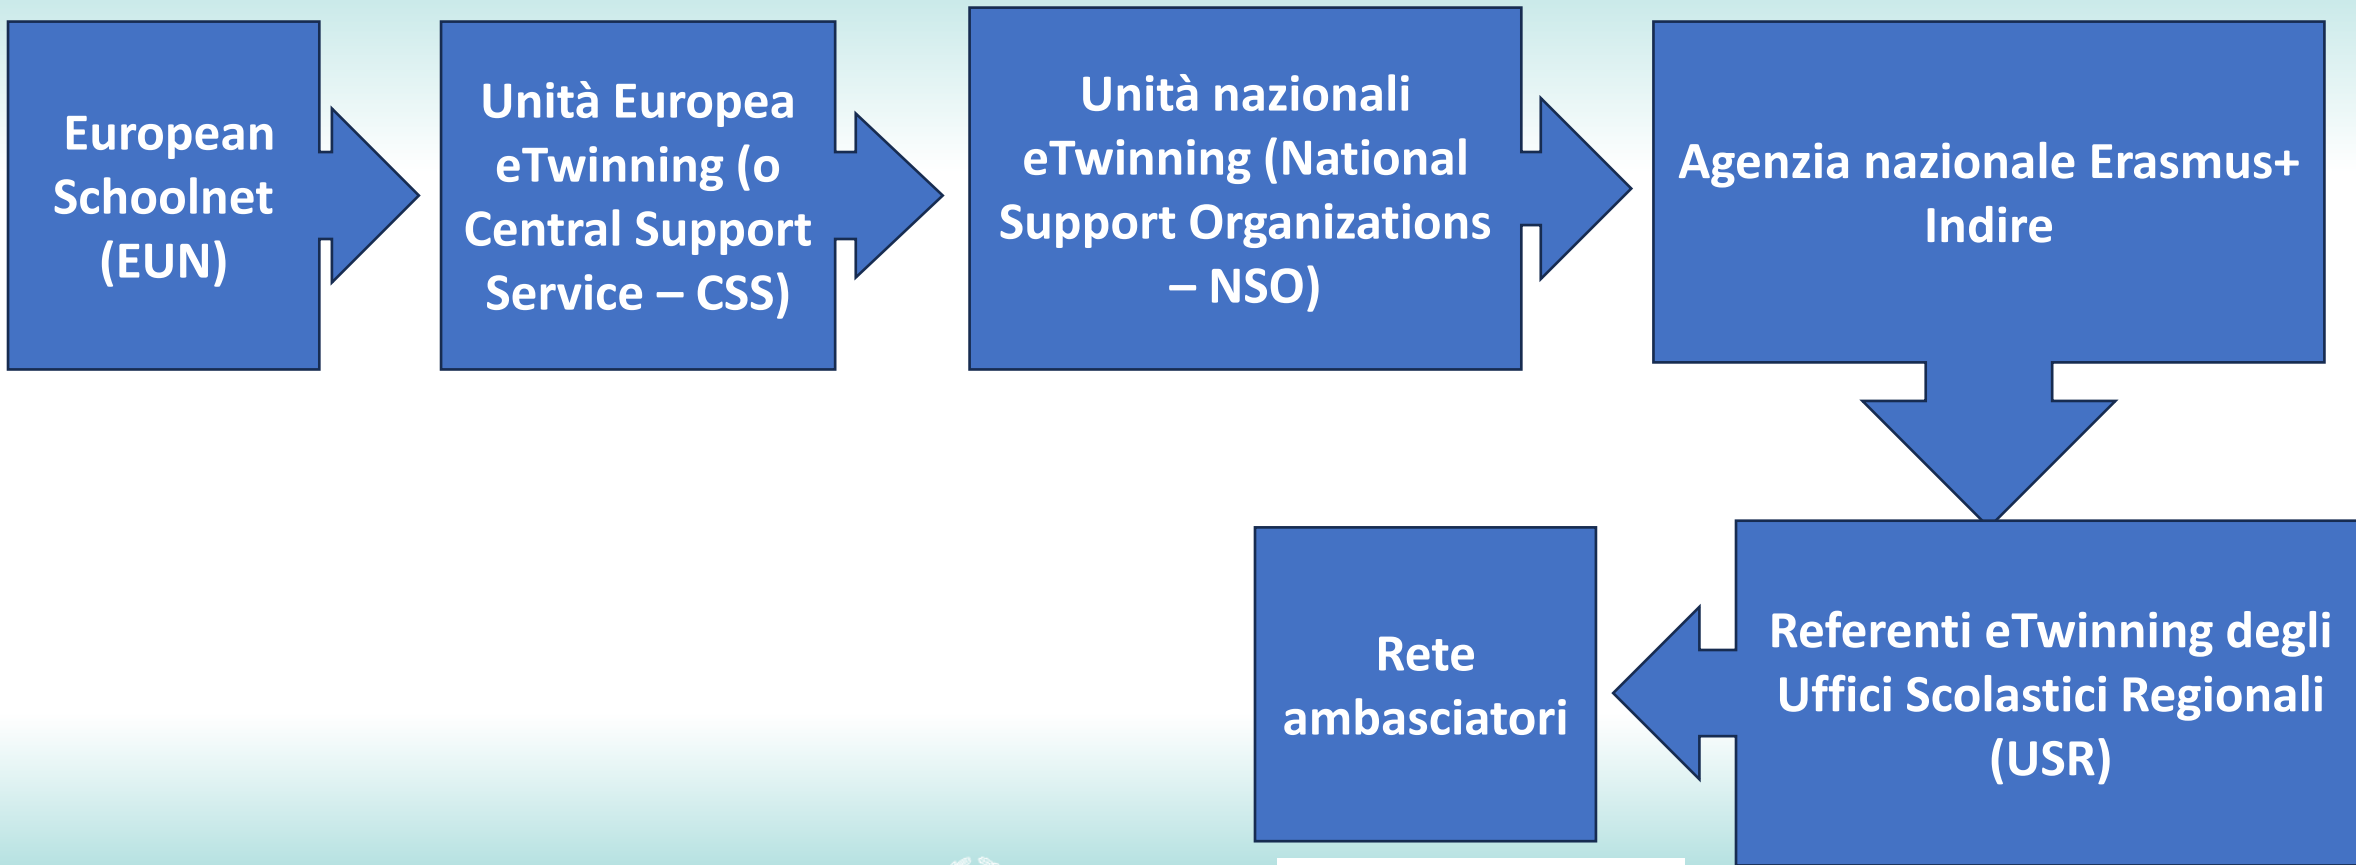 European
Schoolnet
(EUN)
Unità Europea
eTwinning (o
Central Support
Service – CSS)
Unità nazionali
eTwinning (National
Support Organizations
– NSO)
Agenzia nazionale Erasmus+
Indire
Referenti eTwinning degli
Uffici Scolastici Regionali
(USR)
Rete
ambasciatori